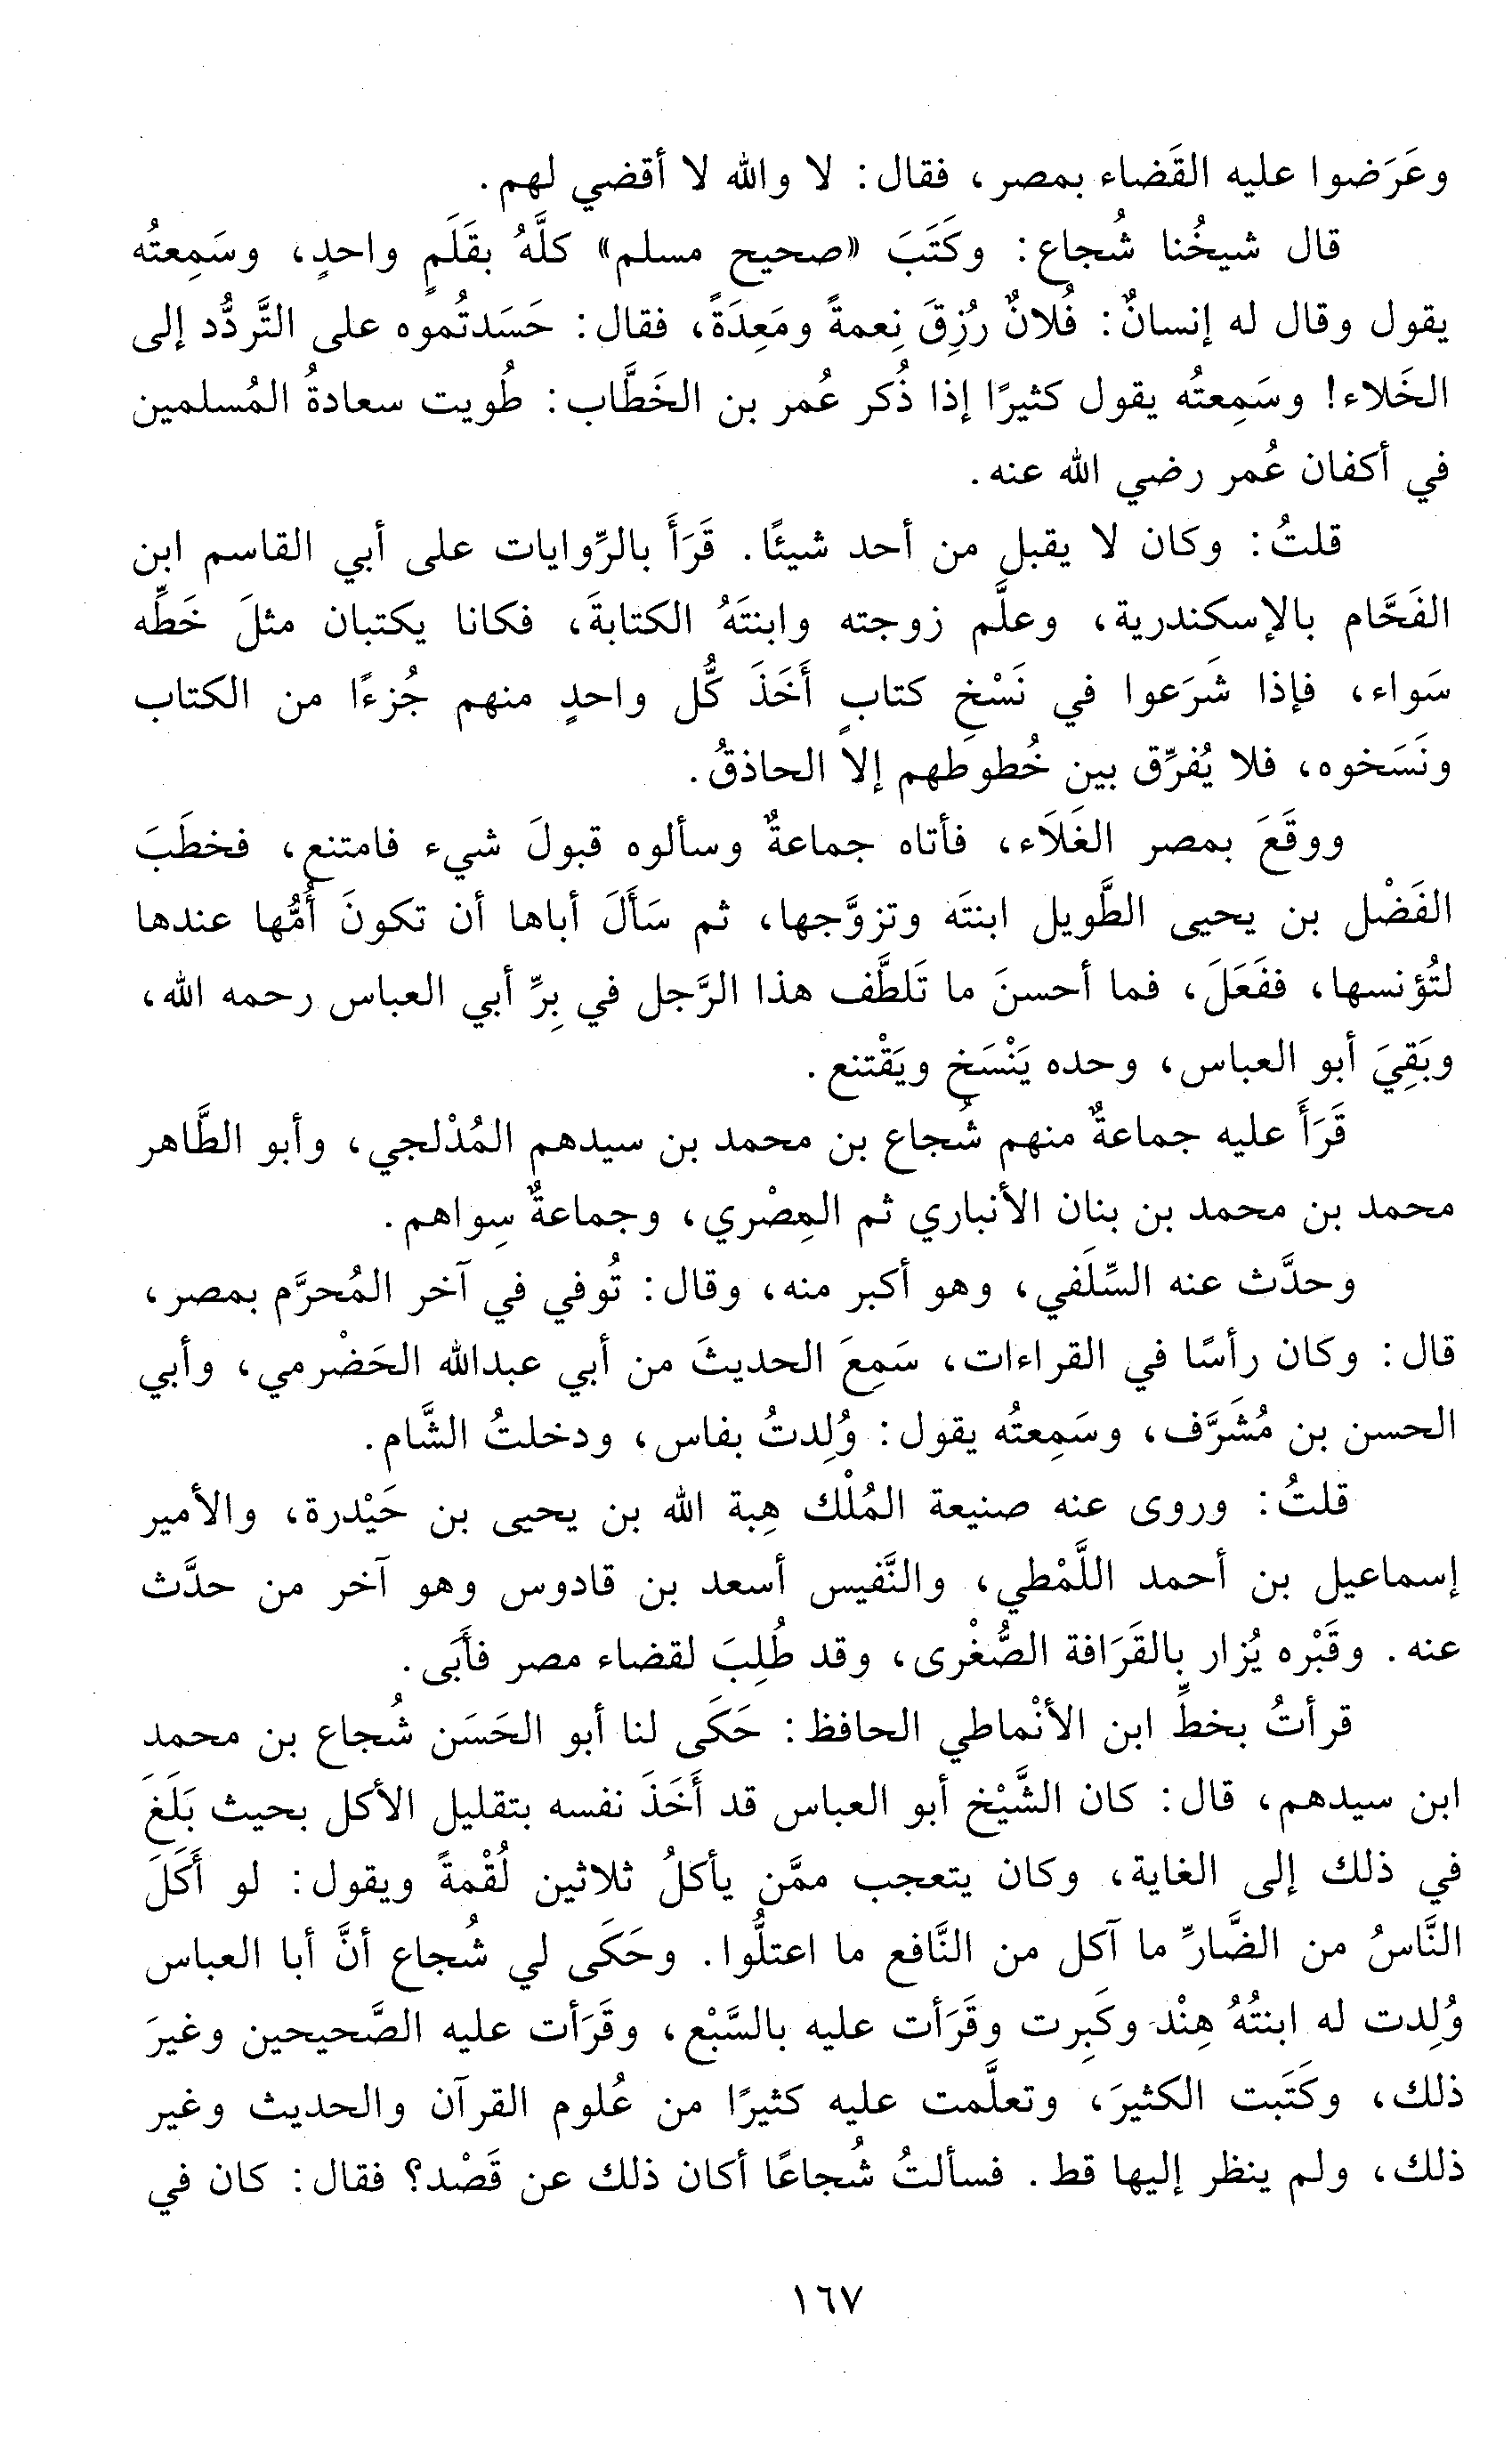 وعَرَضوا عليه القَضاء بمصر، فقال: لا والله لا أقضي لهم.
قال شيخُنا شُجاع: وكَتَبَ «صحيح مسلم» كلَّهُ بقَلَمٍ واحدٍ، وسَمِعتُه
يقول وقال له إنسانٌ: فُلانٌ رُزِقَ نِعمةً ومَعِدَةً، فقال: حَسَدتُموه على التَّردُّد إلى
الخَلاء! وسَمِعتُه يقول كثيرًا إذا ذُكر عُمر بن الخَطَّاب: طُويت سعادةُ المُسلمين
في أكفان عُمر رضي الله عنه.
قلتُ: وكان لا يقبل من أحد شيئًا. قَرَأَ بالرِّوايات على أبي القاسم ابن
الفَحَّام بالإسكندرية، وعلَّم زوجته وابنتَهُ الكتابةَ، فكانا يكتبان مثلَ خَطِّه
سَواء، فإذا شَرَعوا في نَسْخِ كتابٍ أَخَذَ كُّل واحدٍ منهم جُزءًا من الكتاب
ونَسَخوه، فلا يُفرِّق بين خُطوطهم إلا الحاذقُ.
ووقَعَ بمصر الغَلَاء، فأتاه جماعةٌ وسألوه قبولَ شيء فامتنع، فخطَبَ
الفَضْل بن يحيى الطَّويل ابنتَه وتزوَّجها، ثم سَأَلَ أباها أن تكونَ أُمُّها عندها
لتُؤنسها، ففَعَلَ، فما أحسنَ ما تَلطَّف هذا الرَّجل في بِرِّ أبي العباس رحمه الله،
وبَقِيَ أبو العباس، وحده يَنْسَخ ويَقْتنع.
قَرَأَ عليه جماعةٌ منهم شُجاع بن محمد بن سيدهم المُدْلجي، وأبو الطَّاهر
محمد بن محمد بن بنان الأنباري ثم المِصْري، وجماعةٌ سِواهم.
وحدَّث عنه السِّلَفي، وهو أكبر منه، وقال: تُوفي في آخر المُحرَّم بمصر،
قال: وكان رأسًا في القراءات، سَمِعَ الحديثَ من أبي عبدالله الحَضْرمي، وأبي
الحسن بن مُشَرَّف، وسَمِعتُه يقول: وُلِدتُ بفاس، ودخلتُ الشَّام.
قلتُ: وروى عنه صنيعة المُلْك هِبة الله بن يحيى بن حَيْدرة، والأمير
إسماعيل بن أحمد اللَّمْطي، والنَّفيس أسعد بن قادوس وهو آخر من حدَّث
عنه. وقَبْره يُزار بالقَرَافة الصُّغْرى، وقد طُلِبَ لقضاء مصر فأَبَى.
قرأتُ بخطِّ ابن الأنْماطي الحافظ: حَكَى لنا أبو الحَسَن شُجاع بن محمد
ابن سيدهم، قال: كان الشَّيْخ أبو العباس قد أَخَذَ نفسه بتقليل الأكل بحيث بَلَغَ
في ذلك إلى الغاية، وكان يتعجب ممَّن يأكلُ ثلاثين لُقْمةً ويقول: لو أَكَلَ
النَّاسُ من الضَّارِّ ما آكل من النَّافع ما اعتلُّوا. وحَكَى لي شُجاع أنَّ أبا العباس
وُلِدت له ابنتُهُ هِنْد وكَبِرت وقَرَأت عليه بالسَّبْع، وقَرَأت عليه الصَّحيحين وغيرَ
ذلك، وكَتَبت الكثيرَ، وتعلَّمت عليه كثيرًا من عُلوم القرآن والحديث وغير
ذلك، ولم ينظر إليها قط. فسألتُ شُجاعًا أكان ذلك عن قَصْد؟ فقال: كان في
١٦٧